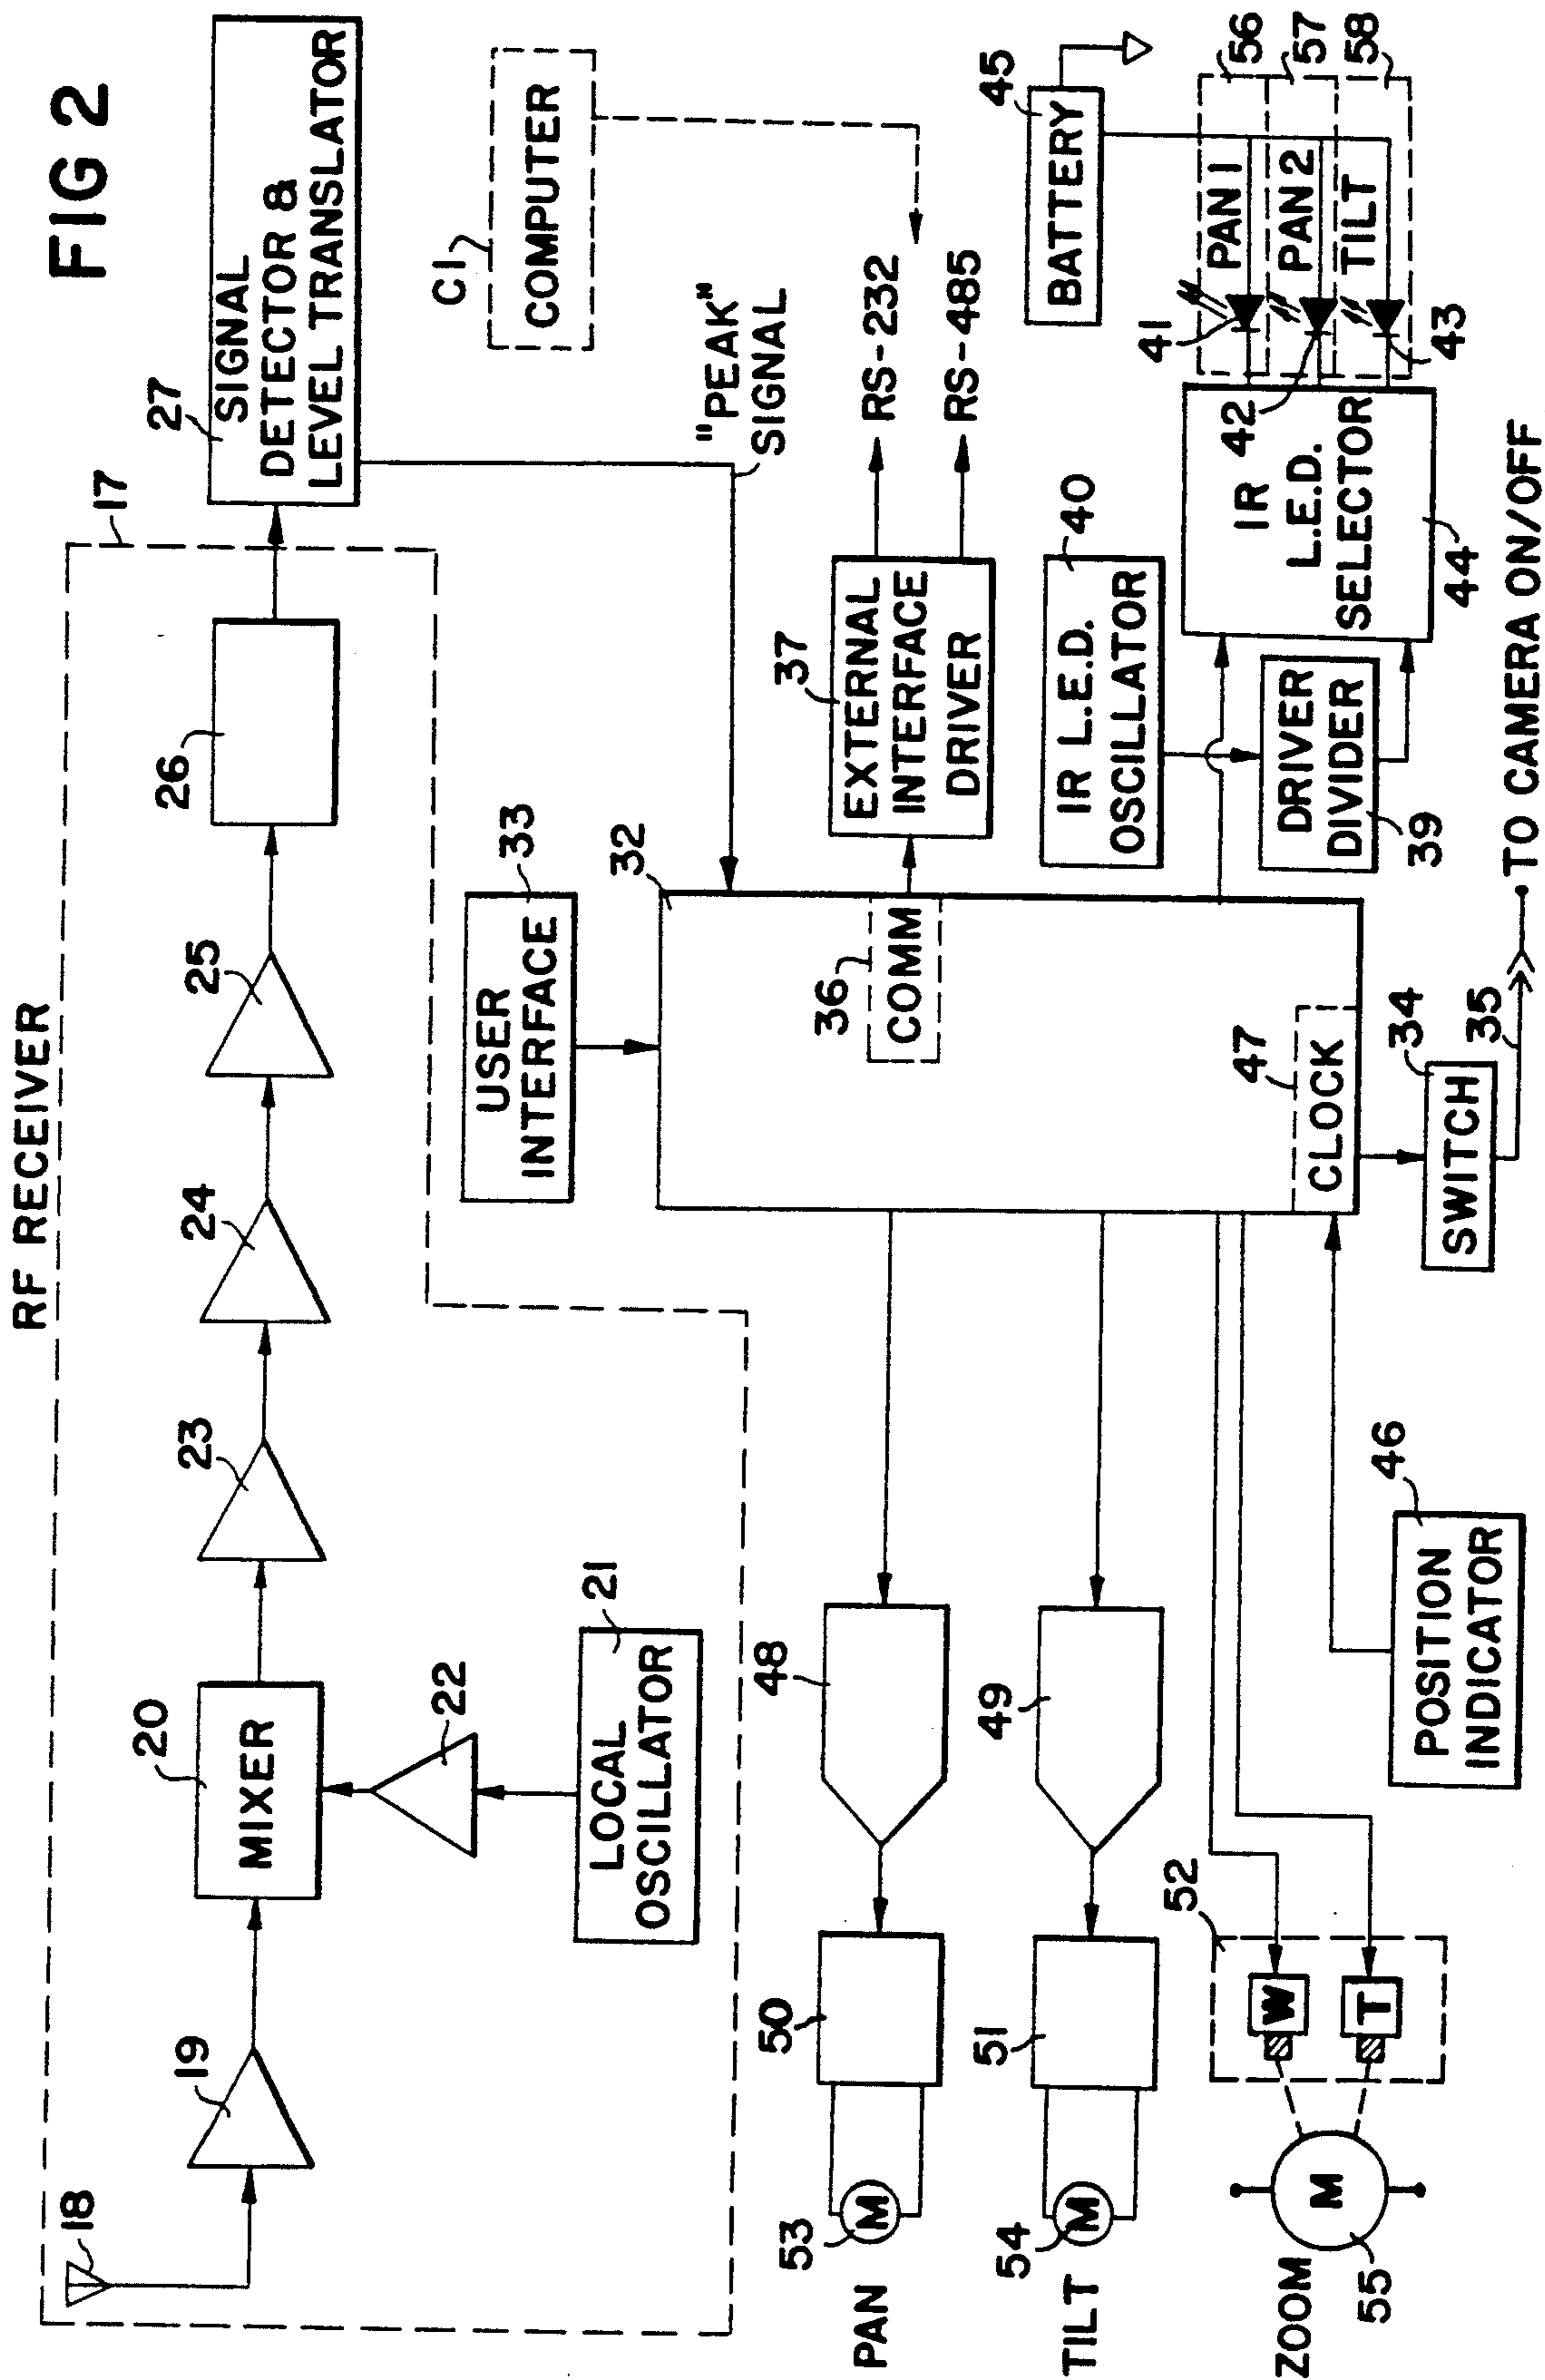 FIG 2
RF RECEIVER
17
18
19
20
MIXER
22
21
LOCAL
OSCILLATOR
23
24
25
26
27
SIGNAL
DETECTOR &
LEVEL TRANSLATOR
C1
COMPUTER
"PEAK"
SIGNAL
33
USER
INTERFACE
32
36
COMM
47
CLOCK
37
EXTERNAL
INTERFACE
DRIVER
RS-232
RS-485
40
IR L.E.D.
OSCILLATOR
DRIVER
DIVIDER
39
IR
L.E.D.
SELECTOR
44
45
BATTERY
41
PAN 1
56
42
PAN 2
57
43
TILT
58
34
SWITCH
35
TO CAMERA ON/OFF
46
POSITION
INDICATOR
48
50
53
M
PAN
49
51
54
M
TILT
52
W
T
M
55
ZOOM